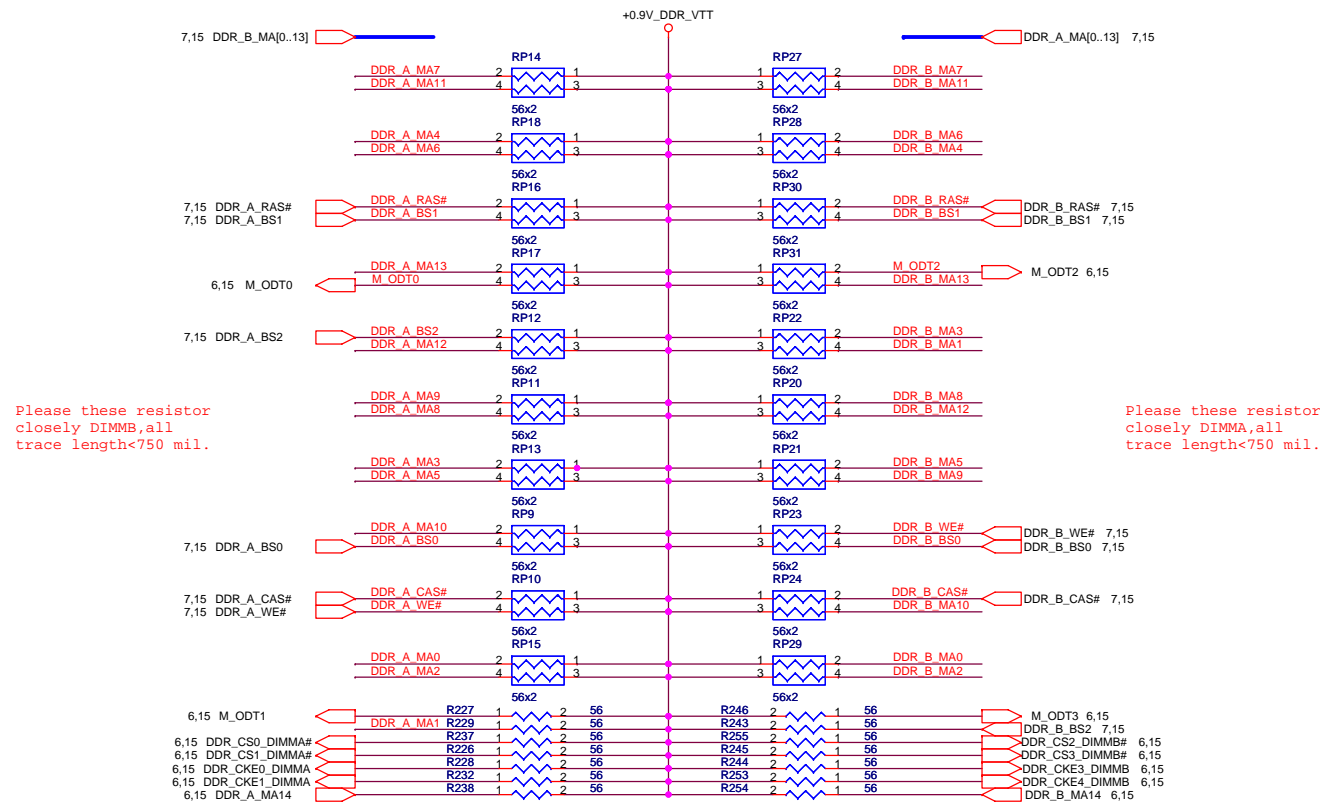 +0.9V_DDR_VTT
7,15 DDR_B_MA[0..13] DDR_A_MA[0..13] 7,15
RP14 RP27
DDR_A_MA7 2 1 1 2 DDR_B_MA7
DDR_A_MA11 4 3 3 4 DDR_B_MA11
56x2 56x2
RP18 RP28
DDR_A_MA4 2 1 1 2 DDR_B_MA6
DDR_A_MA6 4 3 3 4 DDR_B_MA4
56x2 56x2
RP16 RP30
7,15 DDR_A_RAS# DDR_A_RAS# 2 1 1 2 DDR_B_RAS# DDR_B_RAS# 7,15
7,15 DDR_A_BS1 DDR_A_BS1 4 3 3 4 DDR_B_BS1 DDR_B_BS1 7,15
56x2 56x2
RP17 RP31
DDR_A_MA13 2 1 1 2 M_ODT2 M_ODT2 6,15
6,15 M_ODT0 M_ODT0 4 3 3 4 DDR_B_MA13
56x2 56x2
RP12 RP22
7,15 DDR_A_BS2 DDR_A_BS2 2 1 1 2 DDR_B_MA3
DDR_A_MA12 4 3 3 4 DDR_B_MA1
56x2 56x2
RP11 RP20
DDR_A_MA9 2 1 1 2 DDR_B_MA8
DDR_A_MA8 4 3 3 4 DDR_B_MA12
Please these resistor
closely DIMMB,all
trace length<750 mil.
Please these resistor
closely DIMMA,all
trace length<750 mil.
56x2 56x2
RP13 RP21
DDR_A_MA3 2 1 1 2 DDR_B_MA5
DDR_A_MA5 4 3 3 4 DDR_B_MA9
56x2 56x2
RP9 RP23
DDR_A_MA10 2 1 1 2 DDR_B_WE# DDR_B_WE# 7,15
7,15 DDR_A_BS0 DDR_A_BS0 4 3 3 4 DDR_B_BS0 DDR_B_BS0 7,15
56x2 56x2
RP10 RP24
7,15 DDR_A_CAS# DDR_A_CAS# 2 1 1 2 DDR_B_CAS# DDR_B_CAS# 7,15
7,15 DDR_A_WE# DDR_A_WE# 4 3 3 4 DDR_B_MA10
56x2 56x2
RP15 RP29
DDR_A_MA0 2 1 1 2 DDR_B_MA0
DDR_A_MA2 4 3 3 4 DDR_B_MA2
56x2 56x2
6,15 M_ODT1 R227 1 2 56 R246 2 1 56 M_ODT3 6,15
DDR_A_MA1 R229 1 2 56 R243 2 1 56 DDR_B_BS2 7,15
6,15 DDR_CS0_DIMMA# R237 1 2 56 R255 2 1 56 DDR_CS2_DIMMB# 6,15
6,15 DDR_CS1_DIMMA# R226 1 2 56 R245 2 1 56 DDR_CS3_DIMMB# 6,15
6,15 DDR_CKE0_DIMMA R228 1 2 56 R244 2 1 56 DDR_CKE3_DIMMB 6,15
6,15 DDR_CKE1_DIMMA R232 1 2 56 R253 2 1 56 DDR_CKE4_DIMMB 6,15
6,15 DDR_A_MA14 R238 1 2 56 R254 2 1 56 DDR_B_MA14 6,15